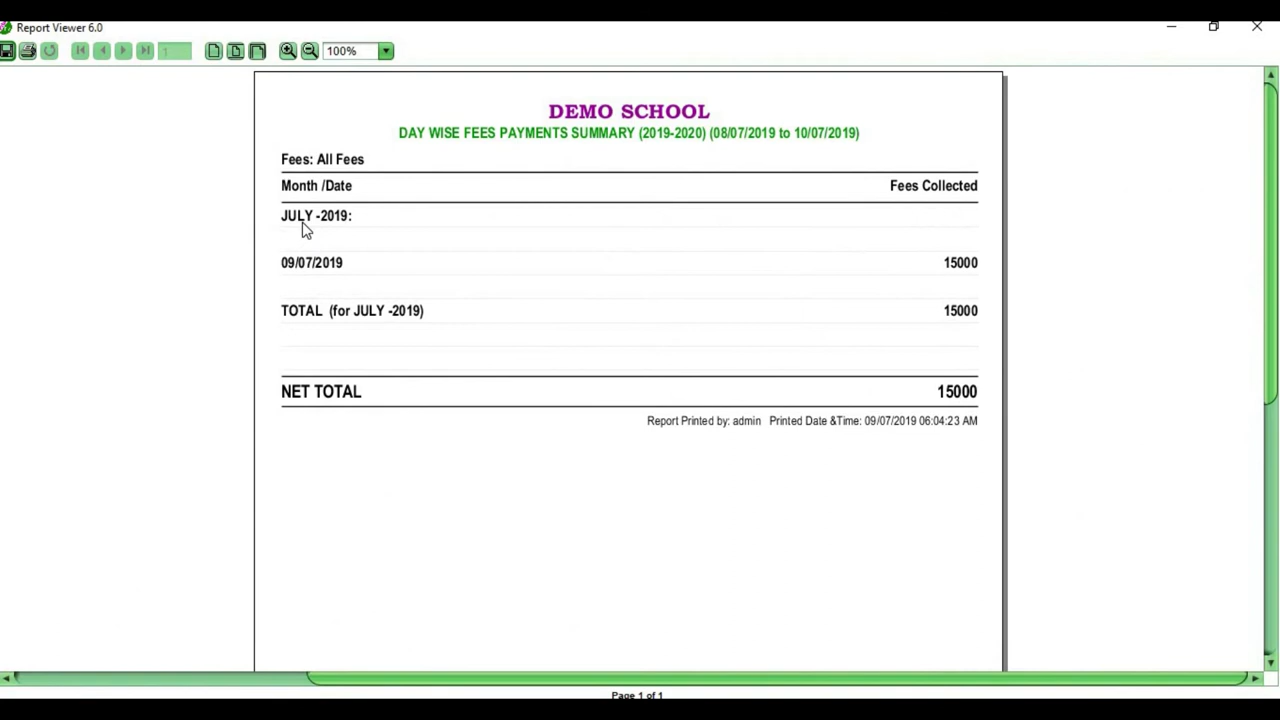 Report Viewer 6.0
1
100%
DEMO SCHOOL
DAY WISE FEES PAYMENTS SUMMARY (2019-2020) (08/07/2019 to 10/07/2019)
Fees: All Fees
Month /Date Fees Collected
JULY -2019:
09/07/2019 15000
TOTAL (for JULY -2019) 15000
NET TOTAL 15000
Report Printed by: admin Printed Date &Time: 09/07/2019 06:04:23 AM
Page 1 of 1